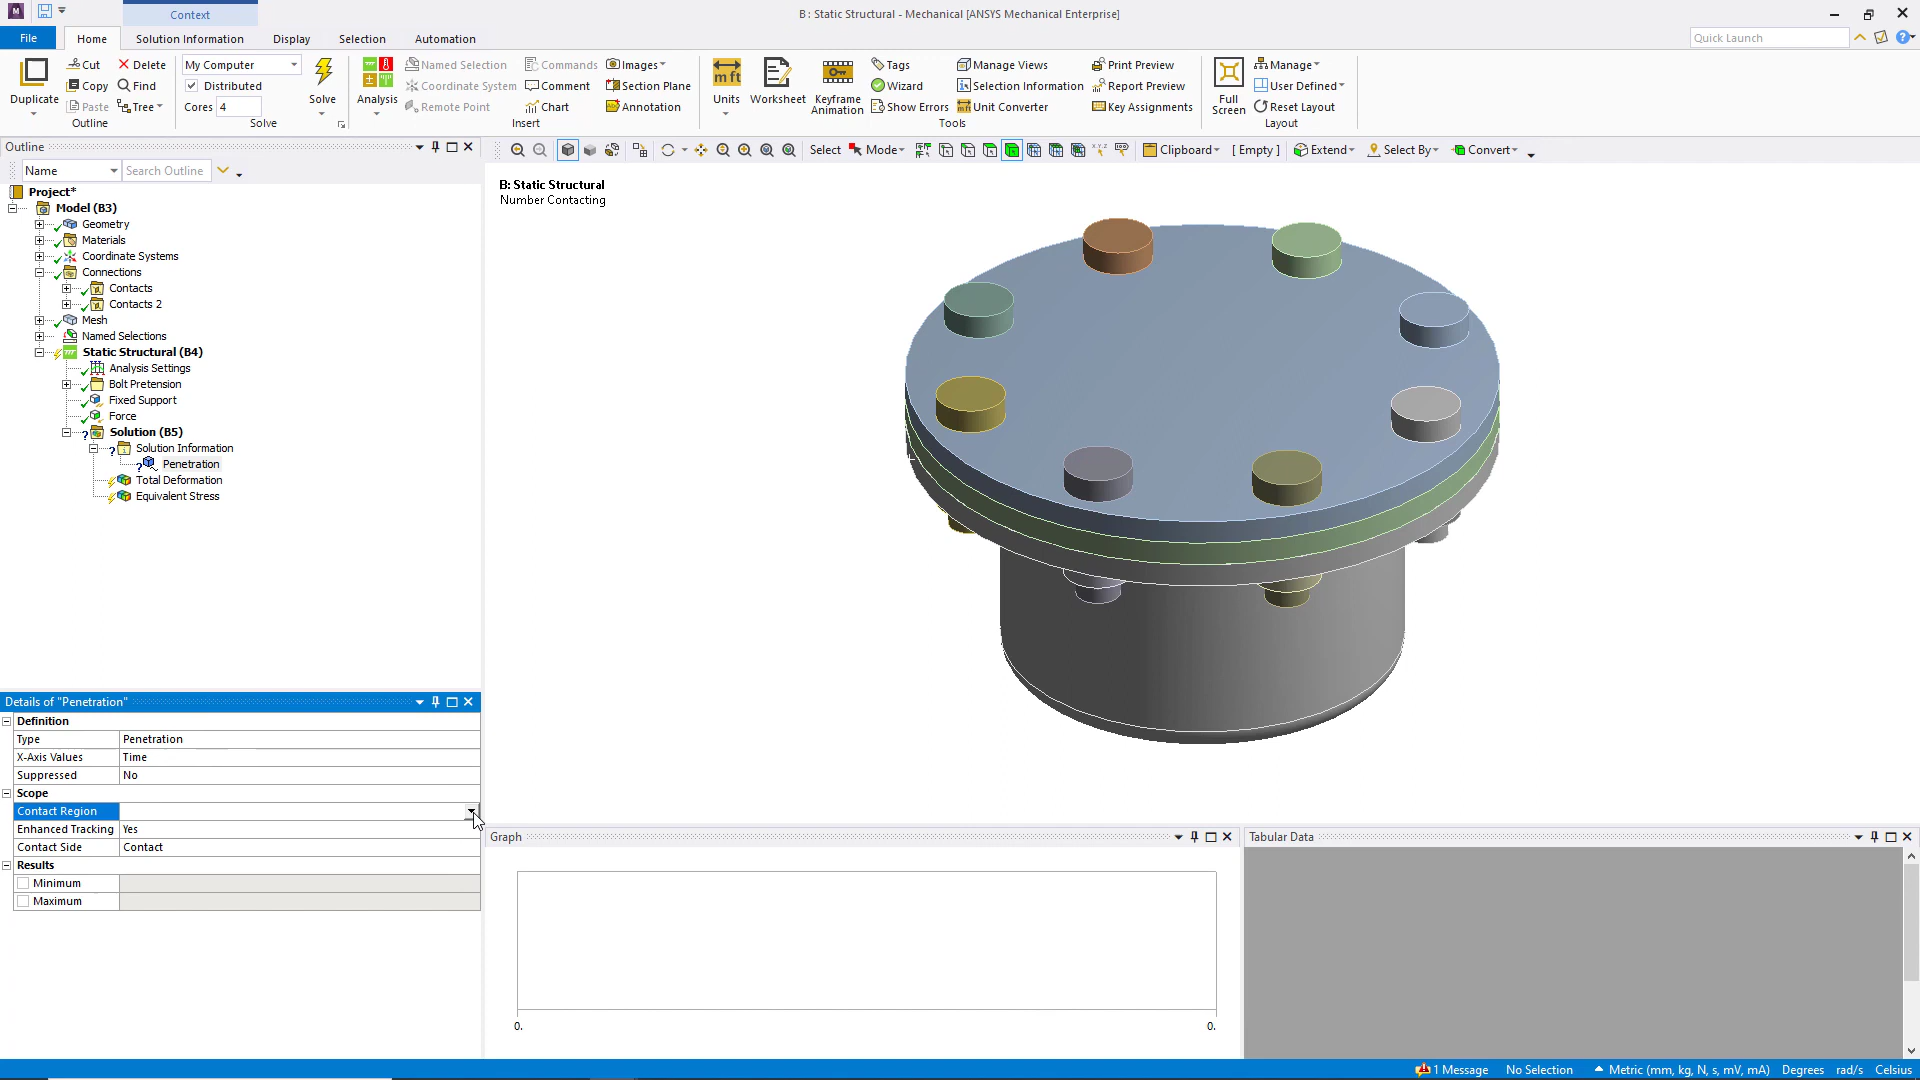 Context
B : Static Structural - Mechanical [ANSYS Mechanical Enterprise]
File Home Solution Information Display Selection Automation Quick Launch
Cut Delete My Computer Named Selection Commands Images Tags Manage Views Print Preview Manage
Copy Find Distributed Coordinate System Comment Section Plane Wizard Selection Information Report Preview User Defined
Duplicate Solve Analysis Units Worksheet Keyframe Animation Full Screen
Paste Tree Cores 4 Remote Point Chart Annotation Show Errors Unit Converter Key Assignments Reset Layout
Outline Solve Insert Tools Layout
Outline
Select Mode Clipboard [ Empty ] Extend Select By Convert
Name Search Outline
Project*
Model (B3)
Geometry
Materials
Coordinate Systems
Connections
Contacts
Contacts 2
Mesh
Named Selections
Static Structural (B4)
Analysis Settings
Bolt Pretension
Fixed Support
Force
Solution (B5)
Solution Information
Penetration
Total Deformation
Equivalent Stress
B: Static Structural
Number Contacting
Details of "Penetration"
Definition
Type Penetration
X-Axis Values Time
Suppressed No
Scope
Contact Region
Enhanced Tracking Yes
Contact Side Contact
Results
Minimum
Maximum
Graph
0. 0.
Tabular Data
1 Message No Selection Metric (mm, kg, N, s, mV, mA) Degrees rad/s Celsius